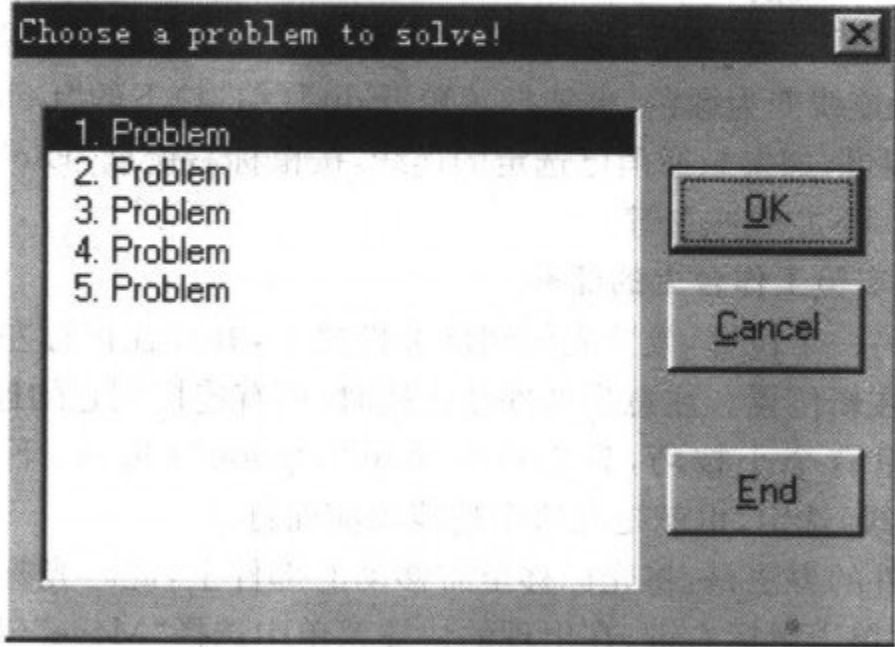 Choose a problem to solve!
1. Problem
2. Problem
3. Problem
4. Problem
5. Problem
OK
Cancel
End